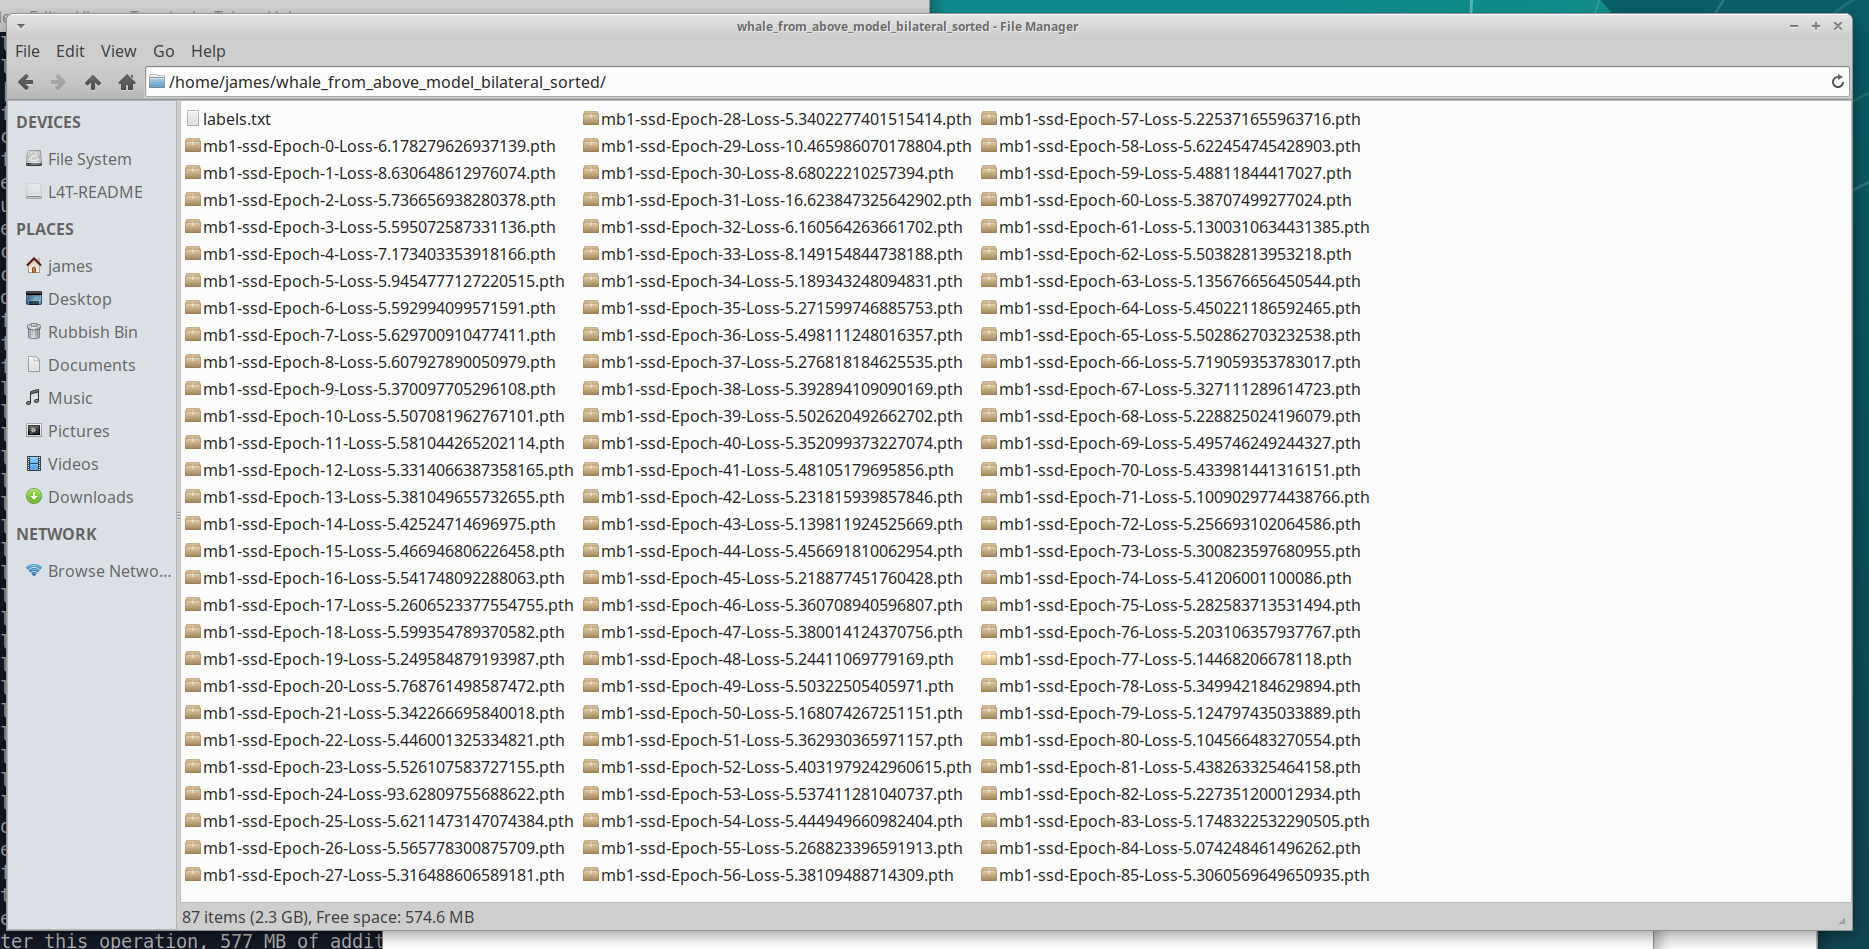 whale_from_above_model_bilateral_sorted - File Manager
File Edit View Go Help
/home/james/whale_from_above_model_bilateral_sorted/
DEVICES
File System
L4T-README
PLACES
james
Desktop
Rubbish Bin
Documents
Music
Pictures
Videos
Downloads
NETWORK
Browse Netwo...
labels.txt
mb1-ssd-Epoch-0-Loss-6.178279626937139.pth
mb1-ssd-Epoch-1-Loss-8.630648612976074.pth
mb1-ssd-Epoch-2-Loss-5.736656938280378.pth
mb1-ssd-Epoch-3-Loss-5.595072587331136.pth
mb1-ssd-Epoch-4-Loss-7.173403353918166.pth
mb1-ssd-Epoch-5-Loss-5.9454777127220515.pth
mb1-ssd-Epoch-6-Loss-5.592994099571591.pth
mb1-ssd-Epoch-7-Loss-5.629700910477411.pth
mb1-ssd-Epoch-8-Loss-5.607927890050979.pth
mb1-ssd-Epoch-9-Loss-5.370097705296108.pth
mb1-ssd-Epoch-10-Loss-5.507081962767101.pth
mb1-ssd-Epoch-11-Loss-5.581044265202114.pth
mb1-ssd-Epoch-12-Loss-5.3314066387358165.pth
mb1-ssd-Epoch-13-Loss-5.381049655732655.pth
mb1-ssd-Epoch-14-Loss-5.42524714696975.pth
mb1-ssd-Epoch-15-Loss-5.466946806226458.pth
mb1-ssd-Epoch-16-Loss-5.541748092288063.pth
mb1-ssd-Epoch-17-Loss-5.2606523377554755.pth
mb1-ssd-Epoch-18-Loss-5.599354789370582.pth
mb1-ssd-Epoch-19-Loss-5.249584879193987.pth
mb1-ssd-Epoch-20-Loss-5.768761498587472.pth
mb1-ssd-Epoch-21-Loss-5.342266695840018.pth
mb1-ssd-Epoch-22-Loss-5.446001325334821.pth
mb1-ssd-Epoch-23-Loss-5.526107583727155.pth
mb1-ssd-Epoch-24-Loss-93.62809755688622.pth
mb1-ssd-Epoch-25-Loss-5.6211473147074384.pth
mb1-ssd-Epoch-26-Loss-5.565778300875709.pth
mb1-ssd-Epoch-27-Loss-5.316488606589181.pth
mb1-ssd-Epoch-28-Loss-5.3402277401515414.pth
mb1-ssd-Epoch-29-Loss-10.465986070178804.pth
mb1-ssd-Epoch-30-Loss-8.68022210257394.pth
mb1-ssd-Epoch-31-Loss-16.623847325642902.pth
mb1-ssd-Epoch-32-Loss-6.160564263661702.pth
mb1-ssd-Epoch-33-Loss-8.149154844738188.pth
mb1-ssd-Epoch-34-Loss-5.189343248094831.pth
mb1-ssd-Epoch-35-Loss-5.271599746885753.pth
mb1-ssd-Epoch-36-Loss-5.498111248016357.pth
mb1-ssd-Epoch-37-Loss-5.276818184625535.pth
mb1-ssd-Epoch-38-Loss-5.392894109090169.pth
mb1-ssd-Epoch-39-Loss-5.502620492662702.pth
mb1-ssd-Epoch-40-Loss-5.352099373227074.pth
mb1-ssd-Epoch-41-Loss-5.48105179695856.pth
mb1-ssd-Epoch-42-Loss-5.231815939857846.pth
mb1-ssd-Epoch-43-Loss-5.139811924525669.pth
mb1-ssd-Epoch-44-Loss-5.456691810062954.pth
mb1-ssd-Epoch-45-Loss-5.218877451760428.pth
mb1-ssd-Epoch-46-Loss-5.360708940596807.pth
mb1-ssd-Epoch-47-Loss-5.380014124370756.pth
mb1-ssd-Epoch-48-Loss-5.24411069779169.pth
mb1-ssd-Epoch-49-Loss-5.50322505405971.pth
mb1-ssd-Epoch-50-Loss-5.168074267251151.pth
mb1-ssd-Epoch-51-Loss-5.362930365971157.pth
mb1-ssd-Epoch-52-Loss-5.4031979242960615.pth
mb1-ssd-Epoch-53-Loss-5.537411281040737.pth
mb1-ssd-Epoch-54-Loss-5.444949660982404.pth
mb1-ssd-Epoch-55-Loss-5.268823396591913.pth
mb1-ssd-Epoch-56-Loss-5.38109488714309.pth
mb1-ssd-Epoch-57-Loss-5.225371655963716.pth
mb1-ssd-Epoch-58-Loss-5.622454745428903.pth
mb1-ssd-Epoch-59-Loss-5.48811844417027.pth
mb1-ssd-Epoch-60-Loss-5.38707499277024.pth
mb1-ssd-Epoch-61-Loss-5.1300310634431385.pth
mb1-ssd-Epoch-62-Loss-5.50382813953218.pth
mb1-ssd-Epoch-63-Loss-5.135676656450544.pth
mb1-ssd-Epoch-64-Loss-5.450221186592465.pth
mb1-ssd-Epoch-65-Loss-5.502862703232538.pth
mb1-ssd-Epoch-66-Loss-5.719059353783017.pth
mb1-ssd-Epoch-67-Loss-5.327111289614723.pth
mb1-ssd-Epoch-68-Loss-5.228825024196079.pth
mb1-ssd-Epoch-69-Loss-5.495746249244327.pth
mb1-ssd-Epoch-70-Loss-5.433981441316151.pth
mb1-ssd-Epoch-71-Loss-5.1009029774438766.pth
mb1-ssd-Epoch-72-Loss-5.256693102064586.pth
mb1-ssd-Epoch-73-Loss-5.300823597680955.pth
mb1-ssd-Epoch-74-Loss-5.41206001100086.pth
mb1-ssd-Epoch-75-Loss-5.282583713531494.pth
mb1-ssd-Epoch-76-Loss-5.203106357937767.pth
mb1-ssd-Epoch-77-Loss-5.14468206678118.pth
mb1-ssd-Epoch-78-Loss-5.349942184629894.pth
mb1-ssd-Epoch-79-Loss-5.124797435033889.pth
mb1-ssd-Epoch-80-Loss-5.104566483270554.pth
mb1-ssd-Epoch-81-Loss-5.438263325464158.pth
mb1-ssd-Epoch-82-Loss-5.227351200012934.pth
mb1-ssd-Epoch-83-Loss-5.1748322532290505.pth
mb1-ssd-Epoch-84-Loss-5.074248461496262.pth
mb1-ssd-Epoch-85-Loss-5.3060569649650935.pth
87 items (2.3 GB), Free space: 574.6 MB
ter this operation, 577 MB of addit